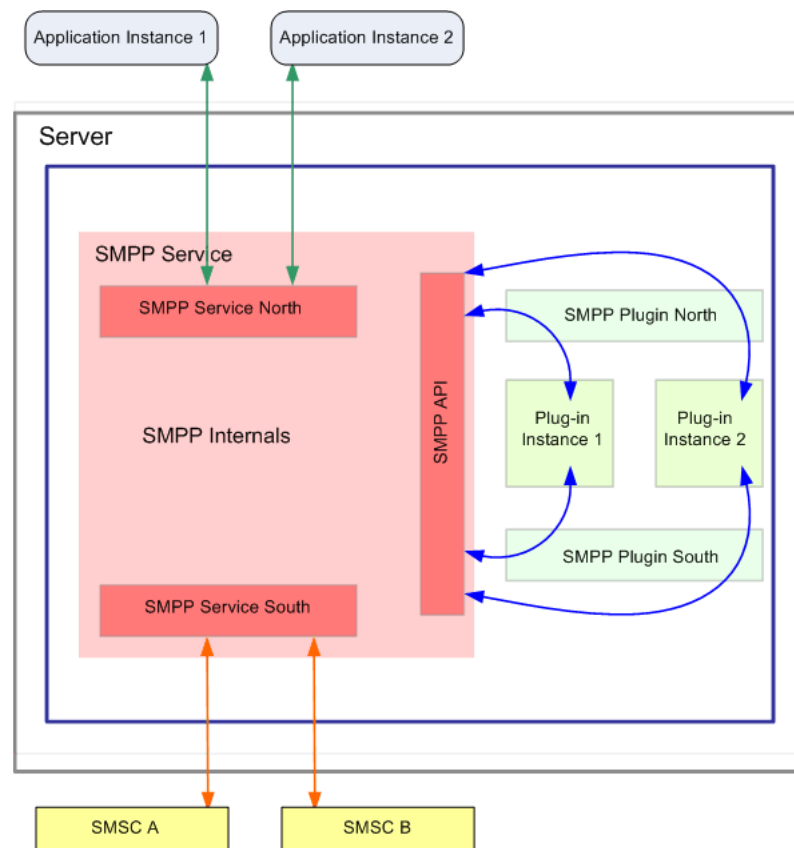 Application Instance 1
Application Instance 2
Server
SMPP Service
SMPP Service North
SMPP Plugin North
SMPP API
SMPP Internals
Plug-in
Instance 1
Plug-in
Instance 2
SMPP Plugin South
SMPP Service South
SMSC A
SMSC B